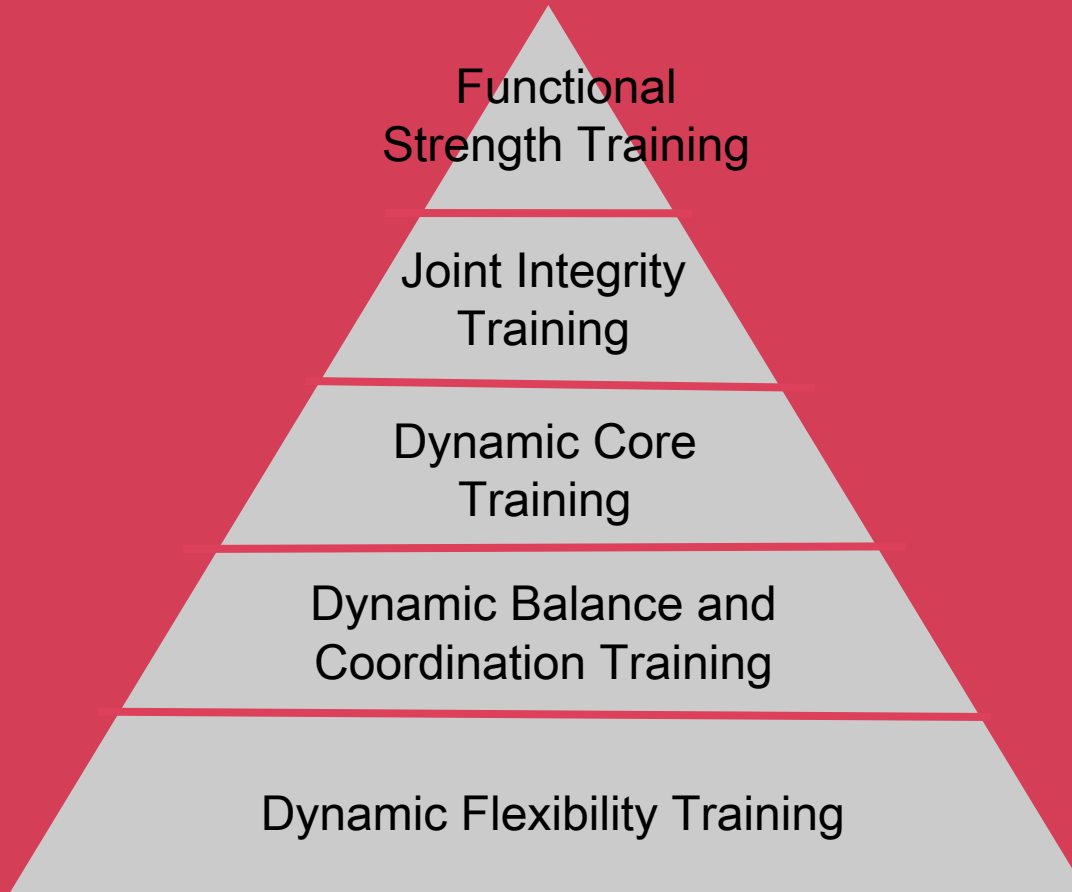 Functional
Strength Training
Joint Integrity
Training
Dynamic Core
Training
Dynamic Balance and
Coordination Training
Dynamic Flexibility Training